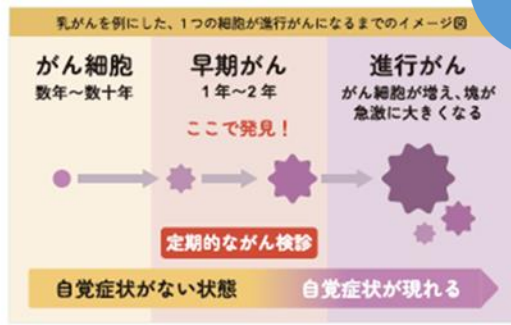 乳がんを例にした、1つの細胞が進行がんになるまでのイメージ図
がん細胞
数年〜数十年
早期がん
1年〜2年
ここで発見！
進行がん
がん細胞が増え、塊が
急激に大きくなる
定期的ながん検診
自覚症状がない状態
自覚症状が現れる